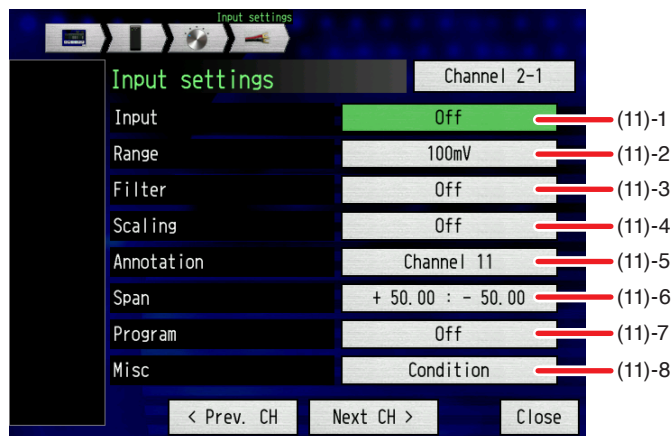 Input settings
Input settings Channel 2-1
Input Off (11)-1
Range 100mV (11)-2
Filter Off (11)-3
Scaling Off (11)-4
Annotation Channel 11 (11)-5
Span + 50.00 : - 50.00 (11)-6
Program Off (11)-7
Misc Condition (11)-8
< Prev. CH Next CH > Close